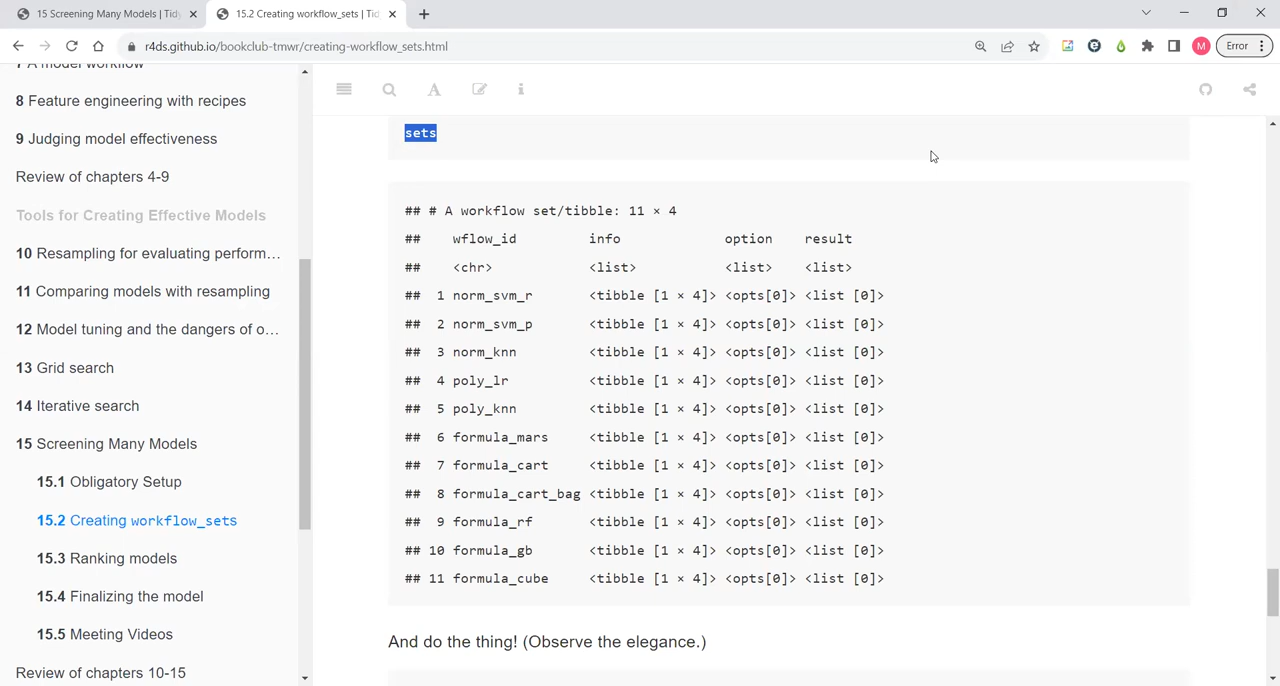 15 Screening Many Models | Tidy
15.2 Creating workflow_sets | Tid
r4ds.github.io/bookclub-tmwr/creating-workflow_sets.html
M
Error
7 A model workflow
8 Feature engineering with recipes
9 Judging model effectiveness
Review of chapters 4-9
Tools for Creating Effective Models
10 Resampling for evaluating perform…
11 Comparing models with resampling
12 Model tuning and the dangers of o…
13 Grid search
14 Iterative search
15 Screening Many Models
15.1 Obligatory Setup
15.2 Creating workflow_sets
15.3 Ranking models
15.4 Finalizing the model
15.5 Meeting Videos
Review of chapters 10-15
sets
## # A workflow set/tibble: 11 × 4
## wflow_id info option result
## <chr> <list> <list> <list>
## 1 norm_svm_r <tibble [1 × 4]> <opts[0]> <list [0]>
## 2 norm_svm_p <tibble [1 × 4]> <opts[0]> <list [0]>
## 3 norm_knn <tibble [1 × 4]> <opts[0]> <list [0]>
## 4 poly_lr <tibble [1 × 4]> <opts[0]> <list [0]>
## 5 poly_knn <tibble [1 × 4]> <opts[0]> <list [0]>
## 6 formula_mars <tibble [1 × 4]> <opts[0]> <list [0]>
## 7 formula_cart <tibble [1 × 4]> <opts[0]> <list [0]>
## 8 formula_cart_bag <tibble [1 × 4]> <opts[0]> <list [0]>
## 9 formula_rf <tibble [1 × 4]> <opts[0]> <list [0]>
## 10 formula_gb <tibble [1 × 4]> <opts[0]> <list [0]>
## 11 formula_cube <tibble [1 × 4]> <opts[0]> <list [0]>
And do the thing! (Observe the elegance.)